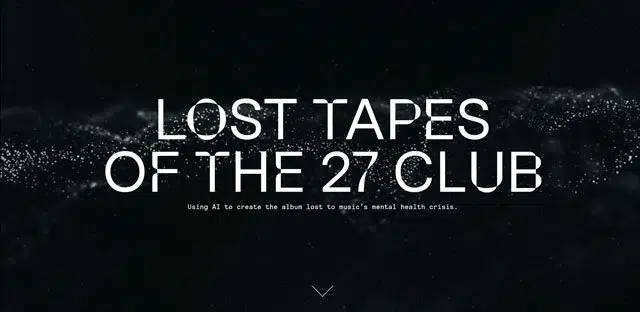 LOST TAPES
OF THE 27 CLUB
Using AI to create the album lost to music's mental health crisis.